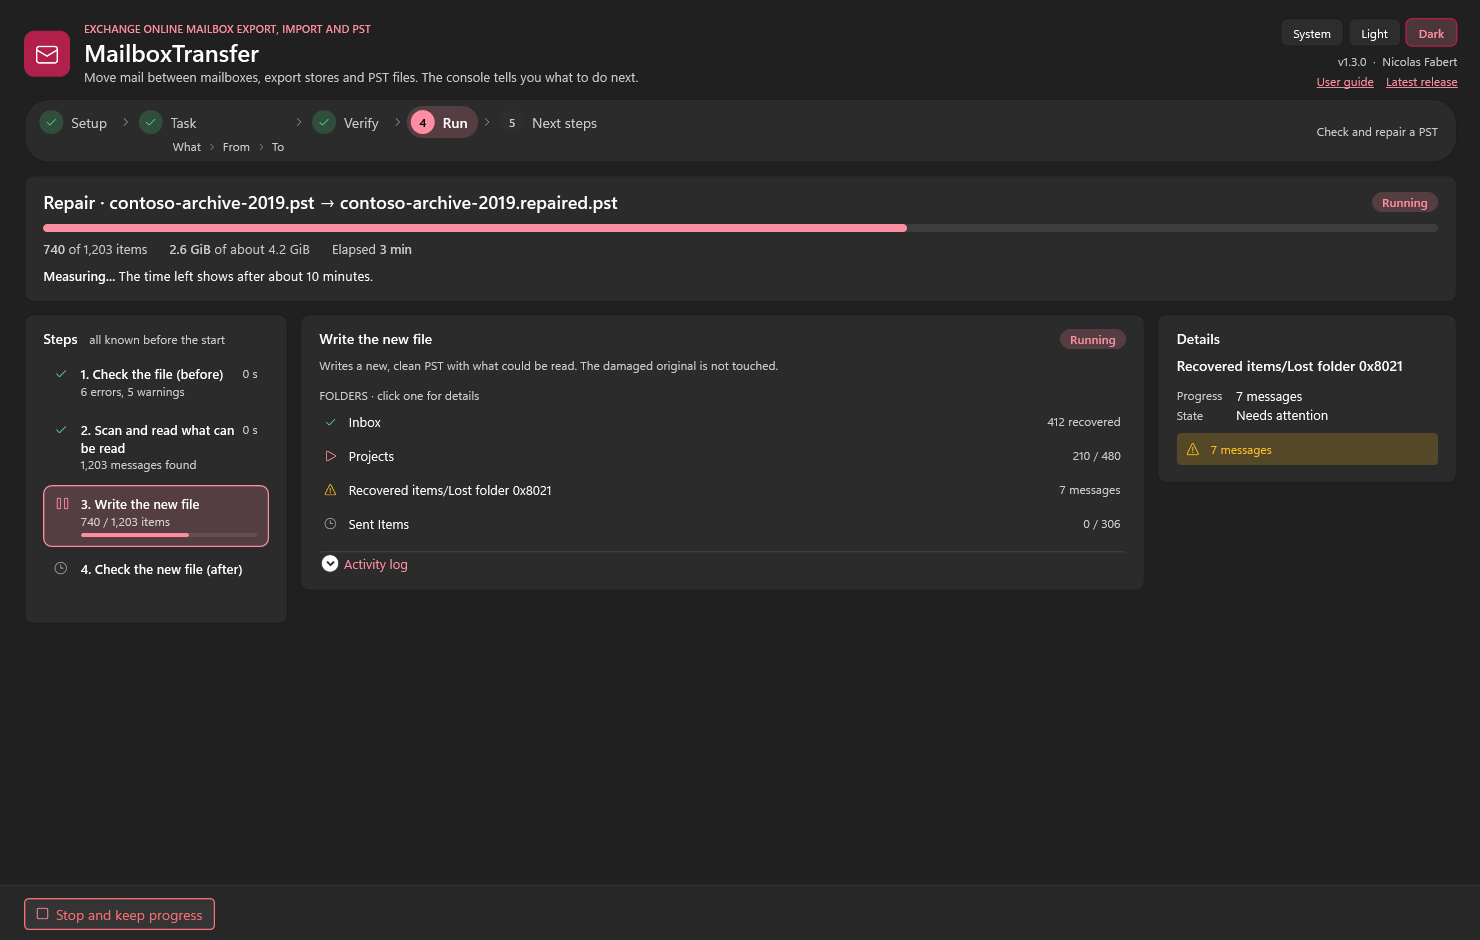 EXCHANGE ONLINE MAILBOX EXPORT, IMPORT AND PST
MailboxTransfer
Move mail between mailboxes, export stores and PST files. The console tells you what to do next.
System
Light
Dark
v1.3.0 · Nicolas Fabert
User guide
Latest release
Setup
Task
Verify
4 Run
5 Next steps
What
From
To
Check and repair a PST
Repair · contoso-archive-2019.pst → contoso-archive-2019.repaired.pst
Running
740 of 1,203 items
2.6 GiB of about 4.2 GiB
Elapsed 3 min
Measuring... The time left shows after about 10 minutes.
Steps
all known before the start
1. Check the file (before)
0 s
6 errors, 5 warnings
2. Scan and read what can
0 s
be read
1,203 messages found
3. Write the new file
740 / 1,203 items
4. Check the new file (after)
Write the new file
Running
Writes a new, clean PST with what could be read. The damaged original is not touched.
FOLDERS · click one for details
Inbox
412 recovered
Projects
210 / 480
Recovered items/Lost folder 0x8021
7 messages
Sent Items
0 / 306
Activity log
Details
Recovered items/Lost folder 0x8021
Progress 7 messages
State Needs attention
7 messages
Stop and keep progress